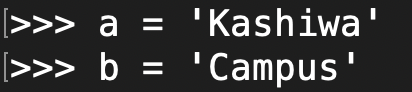 [>>> a = 'Kashiwa'
[>>> b = 'Campus'